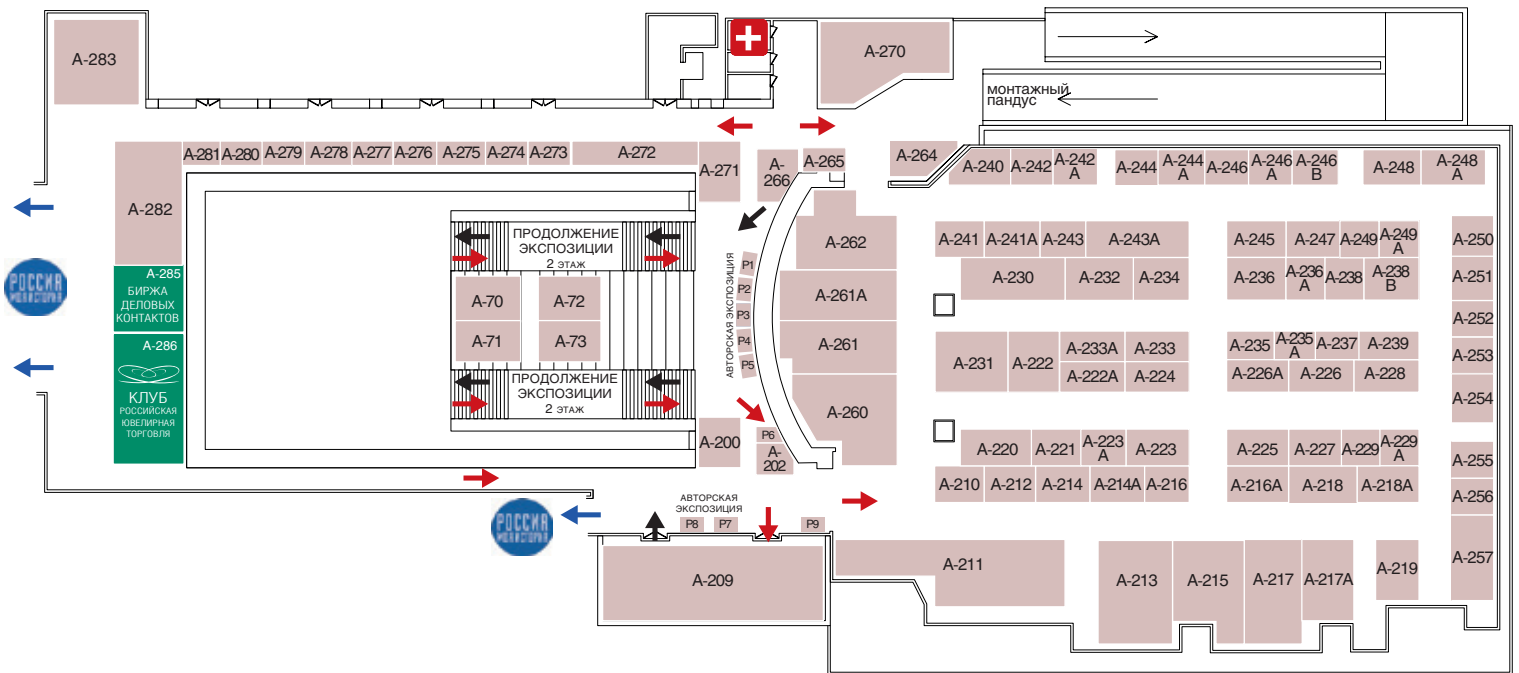 А-283
А-270
монтажный
пандус
А-281
А-280
А-279
А-278
А-277
А-276
А-275
А-274
А-273
А-272
А-271
А-
266
А-265
А-264
А-240
А-242
А-242
А
А-244
А-244
А
А-246
А-246
А
А-246
В
А-248
А-248
А
А-282
ПРОДОЛЖЕНИЕ
ЭКСПОЗИЦИИ
2 ЭТАЖ
А-262
А-241
А-241А
А-243
А-243А
А-245
А-247
А-249
А-249
А
А-250
РОССИЯ
МОЯ ИСТОРИЯ
А-285
БИРЖА
ДЕЛОВЫХ
КОНТАКТОВ
А-70
А-72
АВТОРСКАЯ ЭКСПОЗИЦИЯ
Р1
Р2
Р3
Р4
Р5
А-261А
А-230
А-232
А-234
А-236
А-236
А
А-238
А-238
В
А-251
А-252
А-286
КЛУБ
РОССИЙСКАЯ
ЮВЕЛИРНАЯ
ТОРГОВЛЯ
А-71
А-73
А-261
А-231
А-222
А-233А
А-233
А-222А
А-224
А-235
А-235
А
А-237
А-239
А-226А
А-226
А-228
А-253
А-254
ПРОДОЛЖЕНИЕ
ЭКСПОЗИЦИИ
2 ЭТАЖ
А-260
А-200
Р6
А-
202
А-220
А-221
А-223
А
А-223
А-225
А-227
А-229
А-229
А
А-255
А-210
А-212
А-214
А-214А
А-216
А-216А
А-218
А-218А
А-256
РОССИЯ
МОЯ ИСТОРИЯ
АВТОРСКАЯ
ЭКСПОЗИЦИЯ
Р8
Р7
Р9
А-209
А-211
А-213
А-215
А-217
А-217А
А-219
А-257